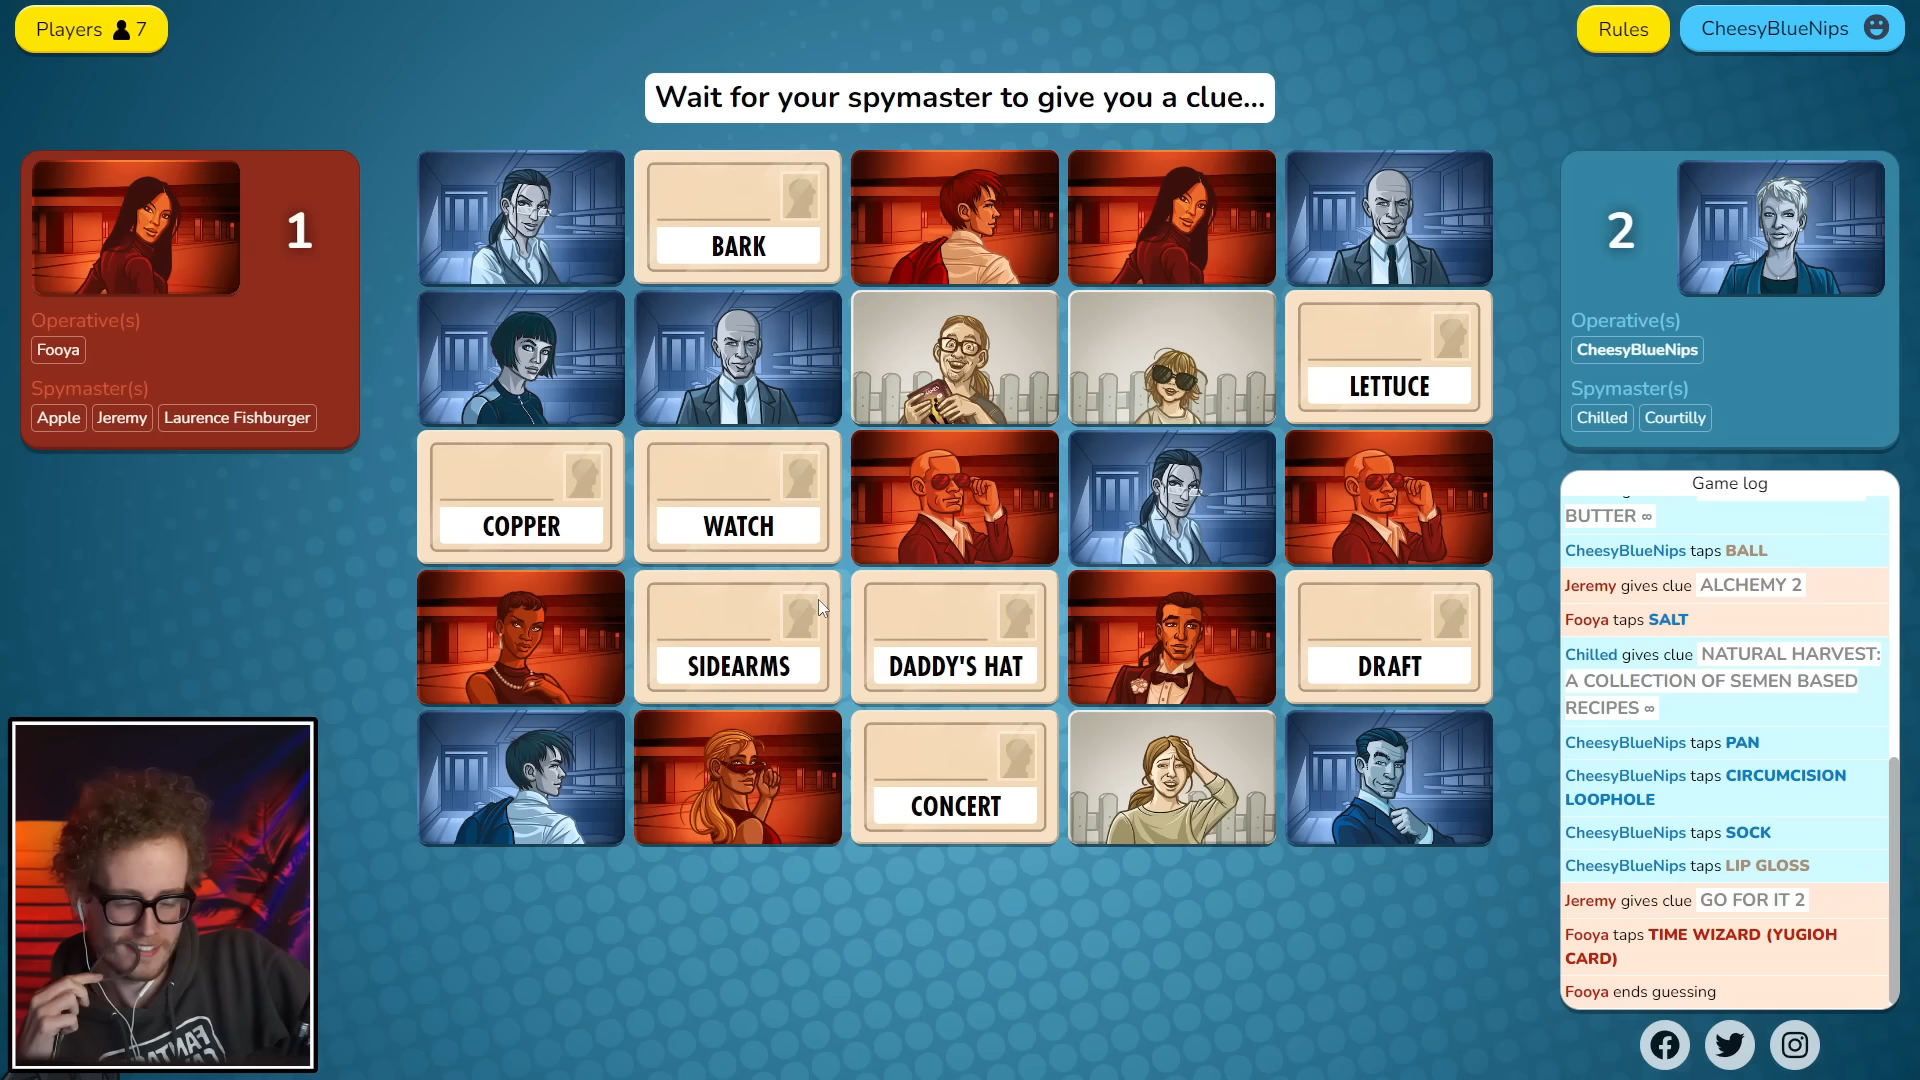 Players 7
Rules
CheesyBlueNips
Wait for your spymaster to give you a clue...
1
Operative(s)
Fooya
Spymaster(s)
Apple Jeremy Laurence Fishburger
BARK
LETTUCE
COPPER
WATCH
SIDEARMS
DADDY'S HAT
DRAFT
CONCERT
2
Operative(s)
CheesyBlueNips
Spymaster(s)
Chilled Courtilly
Game log
BUTTER ∞
CheesyBlueNips taps BALL
Jeremy gives clue ALCHEMY 2
Fooya taps SALT
Chilled gives clue NATURAL HARVEST:
A COLLECTION OF SEMEN BASED
RECIPES ∞
CheesyBlueNips taps PAN
CheesyBlueNips taps CIRCUMCISION
LOOPHOLE
CheesyBlueNips taps SOCK
CheesyBlueNips taps LIP GLOSS
Jeremy gives clue GO FOR IT 2
Fooya taps TIME WIZARD (YUGIOH
CARD)
Fooya ends guessing